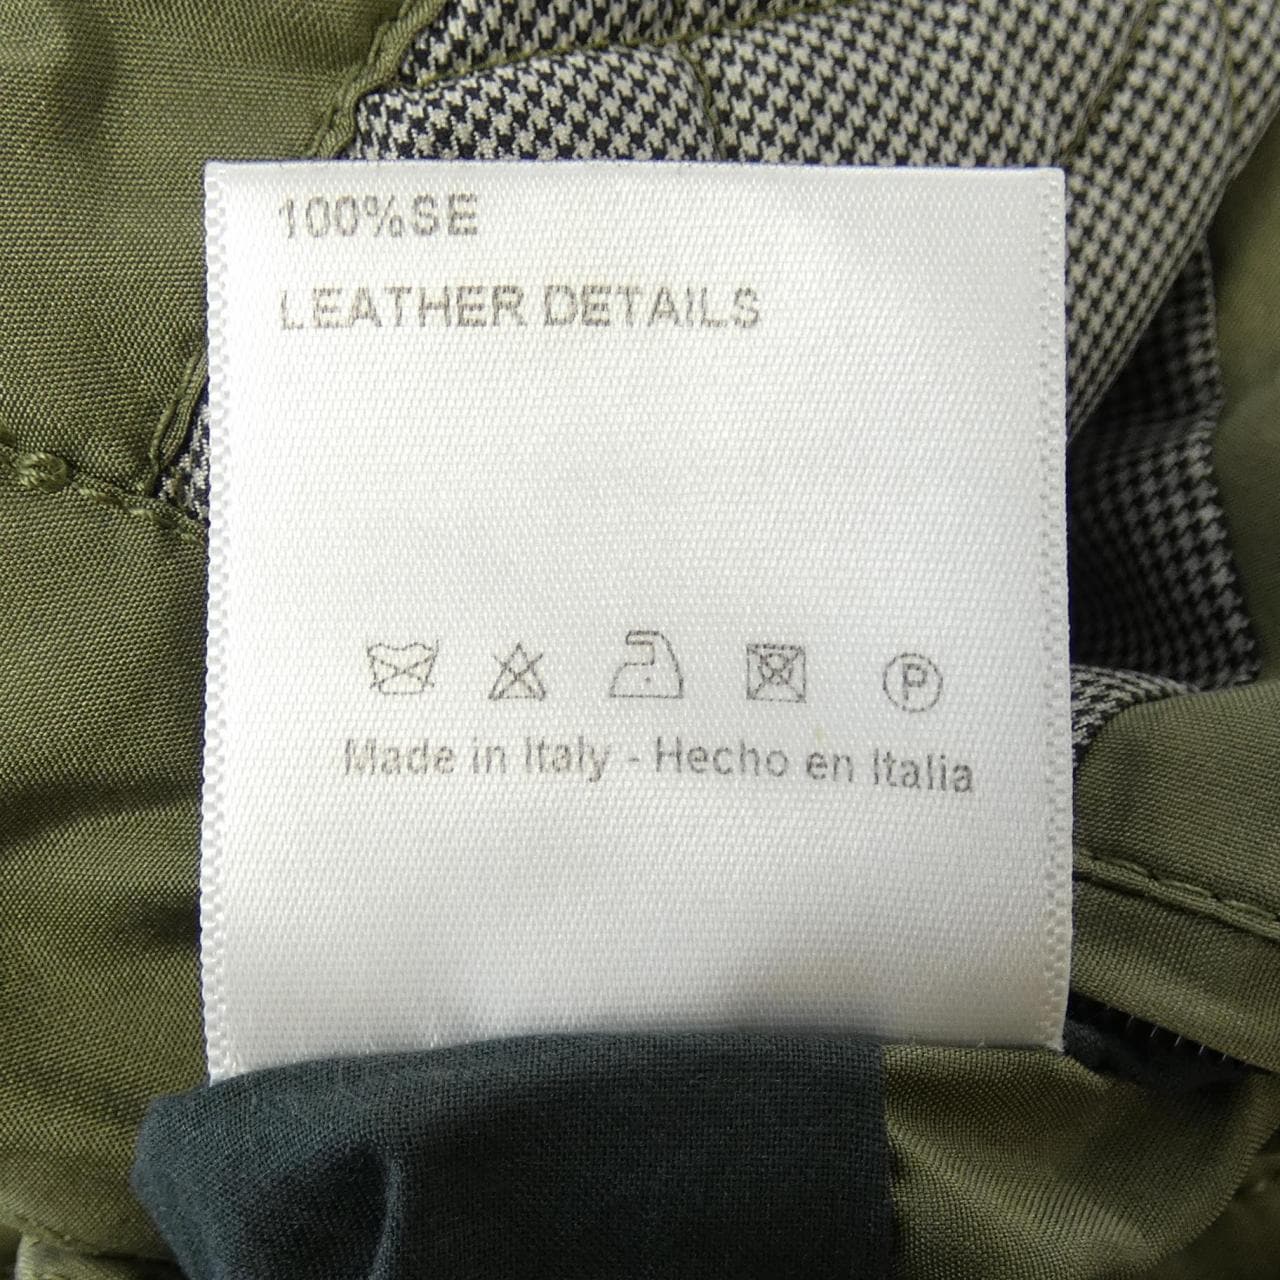 100%SE
LEATHER DETAILS
P
Made in Italy - Hecho en Italia